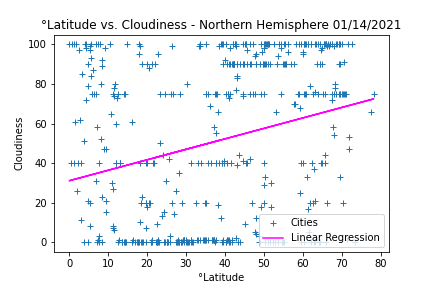 °Latitude vs. Cloudiness - Northern Hemisphere 01/14/2021
100
80
60
40
20
0
Cloudiness
Cities
Linear Regression
0 10 20 30 40 50 60 70 80
°Latitude